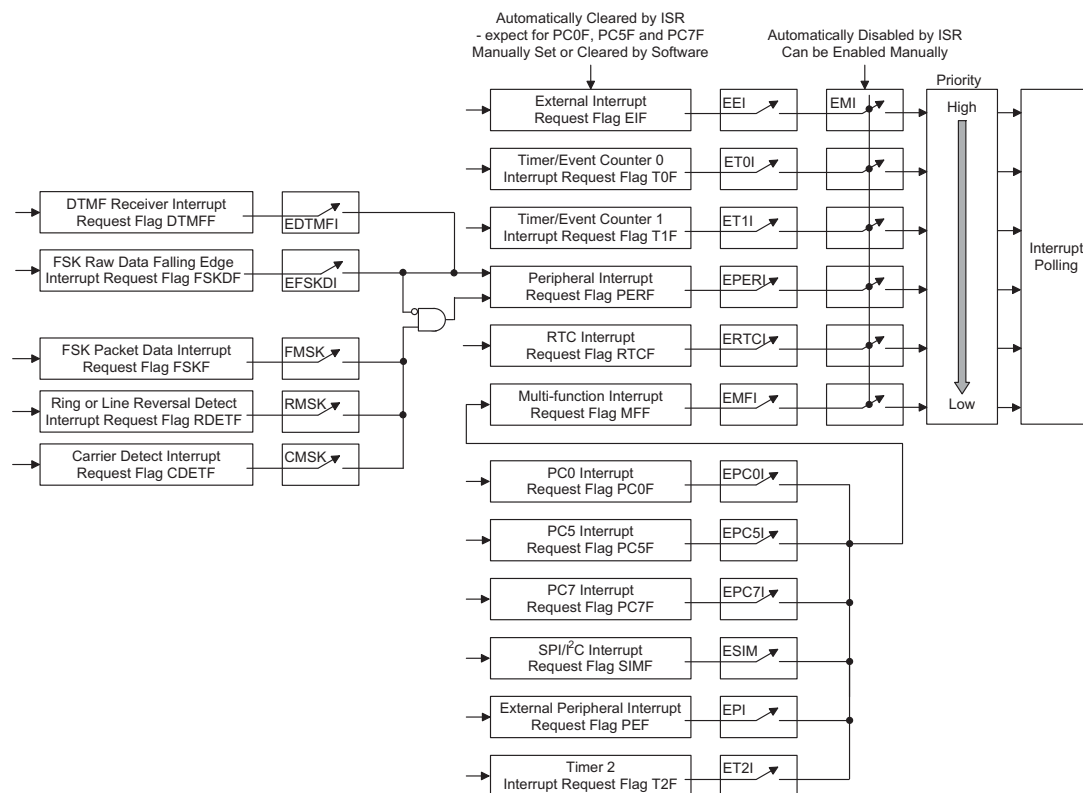 Automatically Cleared by ISR
- expect for PC0F, PC5F and PC7F
Manually Set or Cleared by Software
Automatically Disabled by ISR
Can be Enabled Manually
Priority
External Interrupt
Request Flag EIF
EEI
EMI
High
Timer/Event Counter 0
Interrupt Request Flag T0F
ET0I
DTMF Receiver Interrupt
Request Flag DTMFF
EDTMFI
Timer/Event Counter 1
Interrupt Request Flag T1F
ET1I
FSK Raw Data Falling Edge
Interrupt Request Flag FSKDF
EFSKDI
Peripheral Interrupt
Request Flag PERF
EPERI
Interrupt
Polling
FSK Packet Data Interrupt
Request Flag FSKF
FMSK
RTC Interrupt
Request Flag RTCF
ERTCI
Ring or Line Reversal Detect
Interrupt Request Flag RDETF
RMSK
Multi-function Interrupt
Request Flag MFF
EMFI
Low
Carrier Detect Interrupt
Request Flag CDETF
CMSK
PC0 Interrupt
Request Flag PC0F
EPC0I
PC5 Interrupt
Request Flag PC5F
EPC5I
PC7 Interrupt
Request Flag PC7F
EPC7I
SPI/I²C Interrupt
Request Flag SIMF
ESIM
External Peripheral Interrupt
Request Flag PEF
EPI
Timer 2
Interrupt Request Flag T2F
ET2I